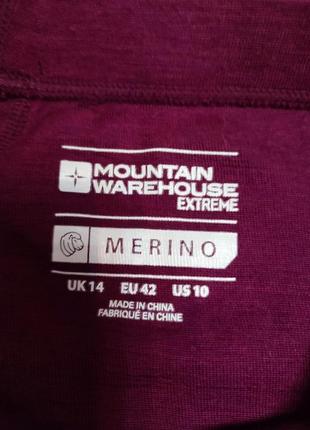 MOUNTAIN
WAREHOUSE
EXTREME
MERINO
UK 14 EU 42 US 10
MADE IN CHINA
FABRIQUÉ EN CHINE